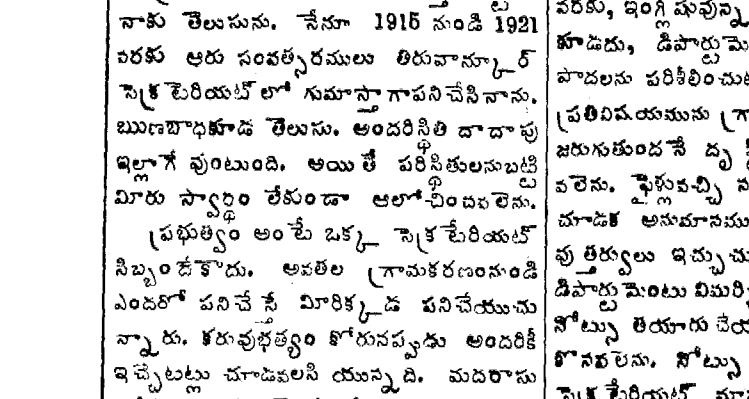 నాకు తెలుసును. నేనూ 1915 నుండి 1921
వరకు ఆరు సంవత్సరములు తిరువాన్కూర్
సెక్రటేరియట్ లో గుమాస్తాగాపనిచేసినాను.
ఋణబాధకూడ తెలుసు. అందరిస్థితి దాదాపు
ఇల్లాగే వుంటుంది. అయితే పరిస్థితులనుబట్టి
మీరు స్వార్థం లేకుండా ఆలోచించవలెను.
ప్రభుత్వం అంటే ఒక్క సెక్రటేరియట్
సిబ్బండేకాదు. అవతల గ్రామకరణంనుండి
ఎందరో పనిచేస్తే మీరిక్కడ పనిచేయుచు
న్నారు. కరువుభత్యం కోరునప్పుడు అందరికీ
ఇచ్చేటట్లు చూడవలసి యున్నది. మదరాసు
వరకు, ఇంగ్లీషువున్న
కూడదు, డిపార్టుమె
పొదలను పరిశీలించుట
ప్రతివిషయమును గ్రా
జరుగుతుందనే దృ
వలెను. ఫైళ్లువచ్చి
చూడక అనుమానము
వుత్తర్వులు ఇచ్చుచు
డిపార్టుమెంటు విమరి
నోట్సు తయారుచేయ
కొనవలెను. నోట్సు
సెక్రటేరియట్